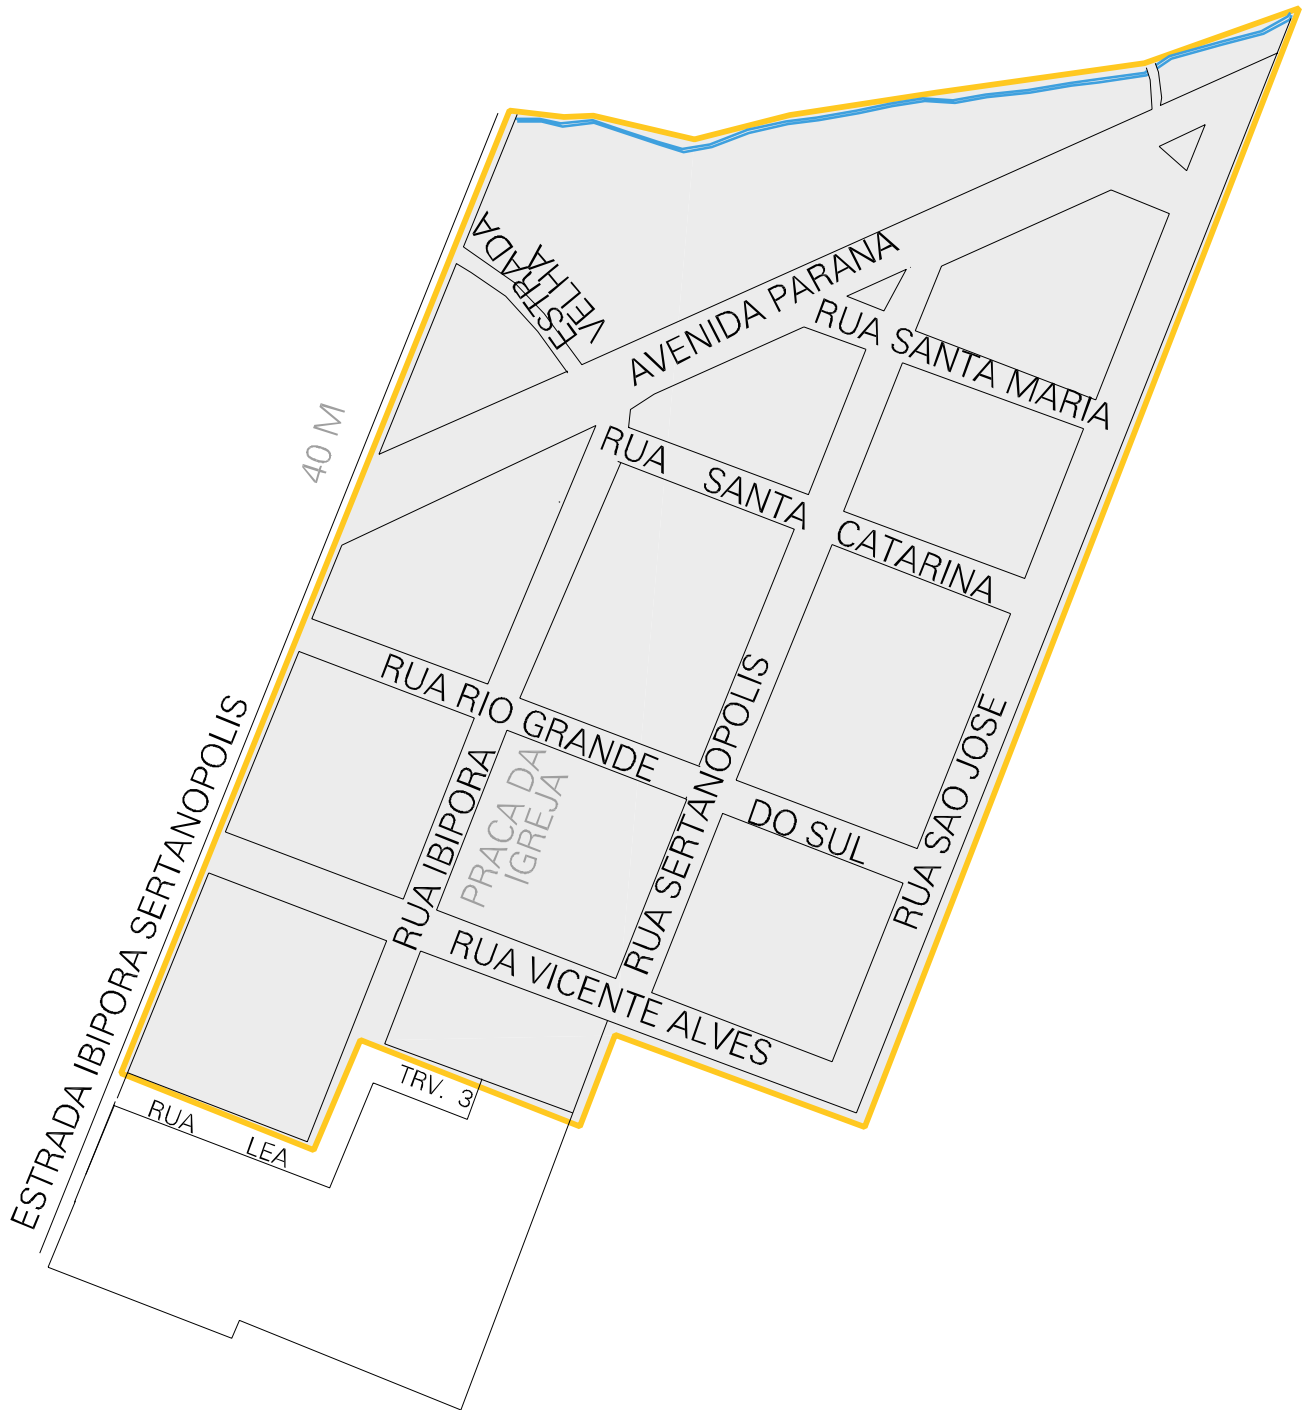 ESTRADA
VELHA
AVENIDA PARANA
RUA SANTA MARIA
40 M
RUA SANTA CATARINA
RUA RIO GRANDE DO SUL
ESTRADA IBIPORA SERTANOPOLIS
RUA IBIPORA
PRACA DA
IGREJA
RUA SERTANOPOLIS
RUA SAO JOSE
RUA VICENTE ALVES
TRV. 3
RUA LEA